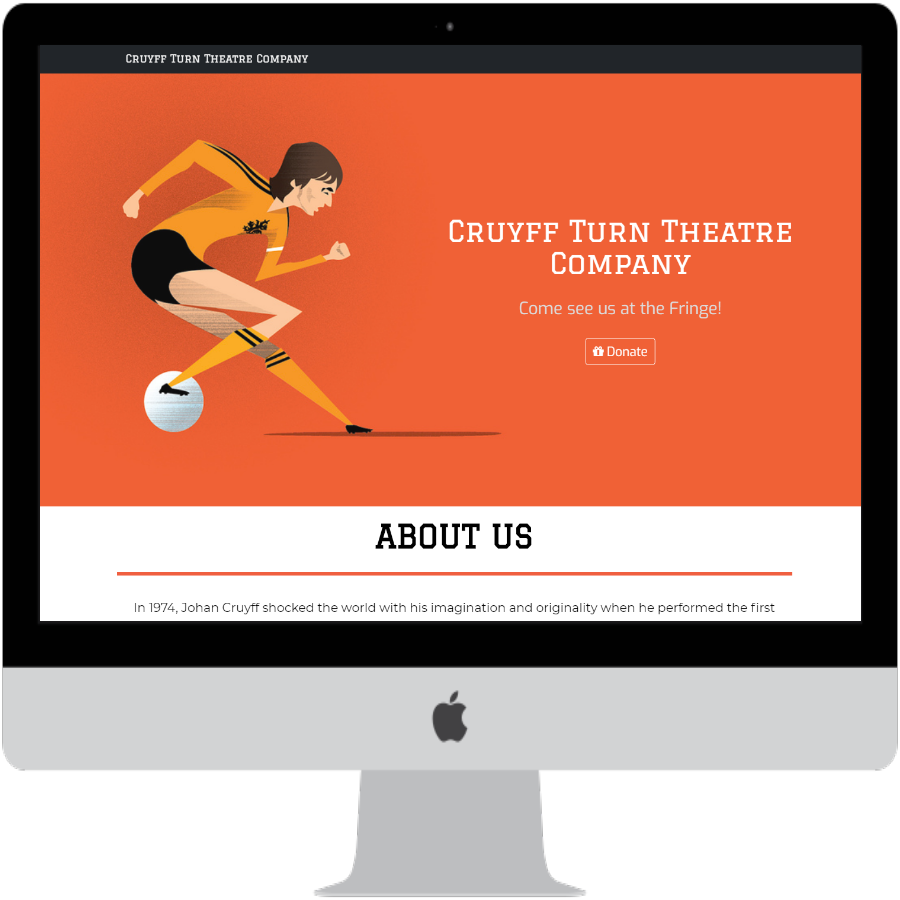 Cruyff Turn Theatre Company
Cruyff Turn Theatre
Company
Come see us at the Fringe!
Donate
ABOUT US
In 1974, Johan Cruyff shocked the world with his imagination and originality when he performed the first